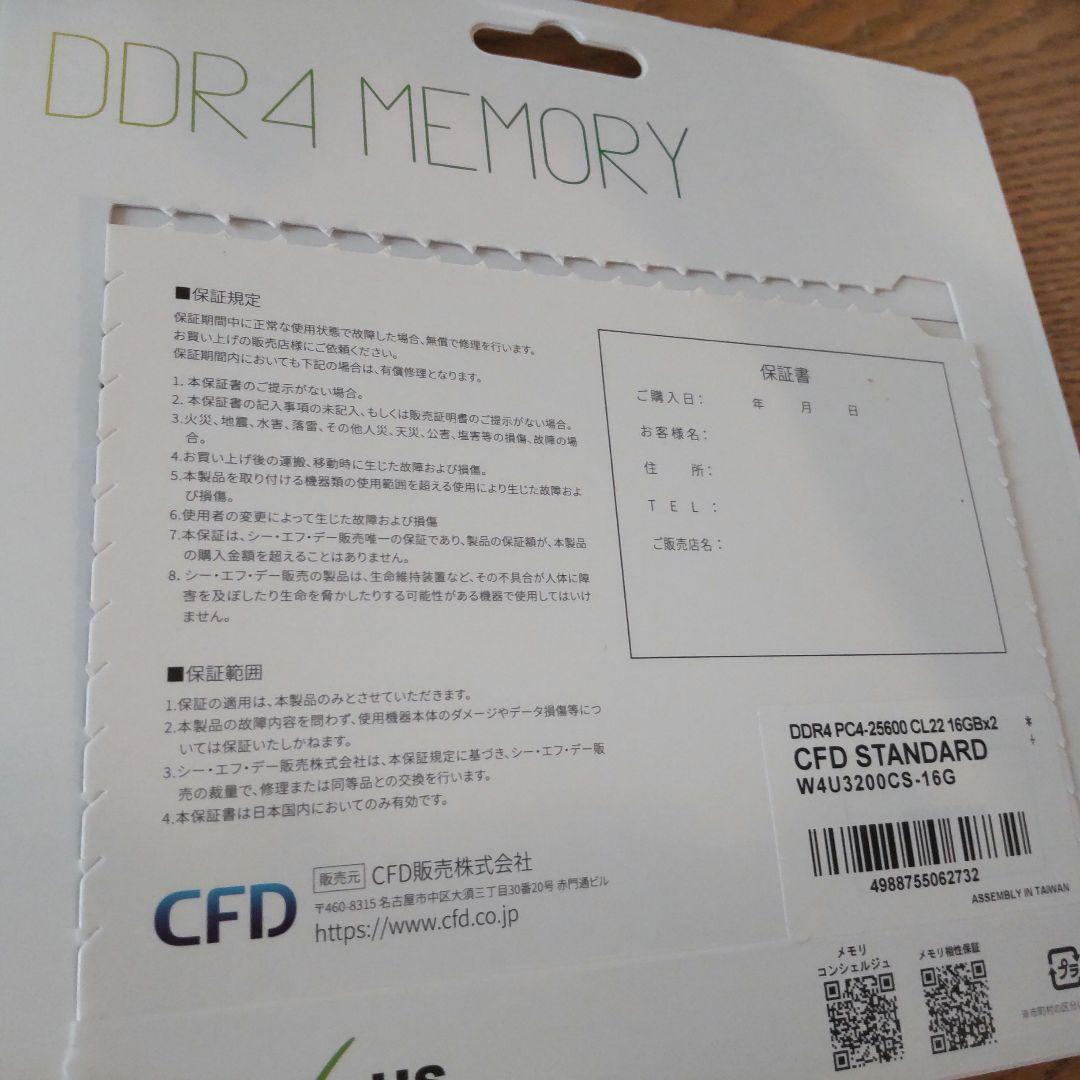 DDR4 MEMORY
■保証規定
保証期間中に正常な使用状態で故障した場合、無償で修理を行います。
お買い上げの販売店様にご依頼ください。
保証期間内においても下記の場合は、有償修理となります。
1. 本保証書のご提示がない場合。
2. 本保証書の記入事項の未記入、もしくは販売証明書のご提示がない場合。
3.火災、地震、水害、落雷、その他人災、天災、公害、塩害等の損傷、故障の場
合。
4.お買い上げ後の運搬、移動時に生じた故障および損傷。
5.本製品を取り付ける機器類の使用範囲を超える使用により生じた故障およ
び損傷。
6.使用者の変更によって生じた故障および損傷
7.本保証は、シー・エフ・デー販売唯一の保証であり、製品の保証額が、本製品
の購入金額を超えることはありません。
8. シー・エフ・デー販売の製品は、生命維持装置など、その不具合が人体に障
害を及ぼしたり生命を脅かしたりする可能性がある機器で使用してはいけ
ません。
■保証範囲
1.保証の適用は、本製品のみとさせていただきます。
2.本製品の故障内容を問わず、使用機器本体のダメージやデータ損傷等につ
いては保証いたしかねます。
3.シー・エフ・デー販売株式会社は、本保証規定に基づき、シー・エフ・デー販
売の裁量で、修理または同等品との交換を行います。
4.本保証書は日本国内においてのみ有効です。
保証書
ご購入日： 年 月 日
お客様名：
住 所：
T E L ：
ご販売店名：
DDR4 PC4-25600 CL22 16GBx2
CFD STANDARD
W4U3200CS-16G
4988755062732
ASSEMBLY IN TAIWAN
CFD
販売元 CFD販売株式会社
〒460-8315 名古屋市中区大須三丁目30番20号 赤門通ビル
https://www.cfd.co.jp
メモリ
コンシェルジュ
メモリ相性保証
プラ
※市町村の区分